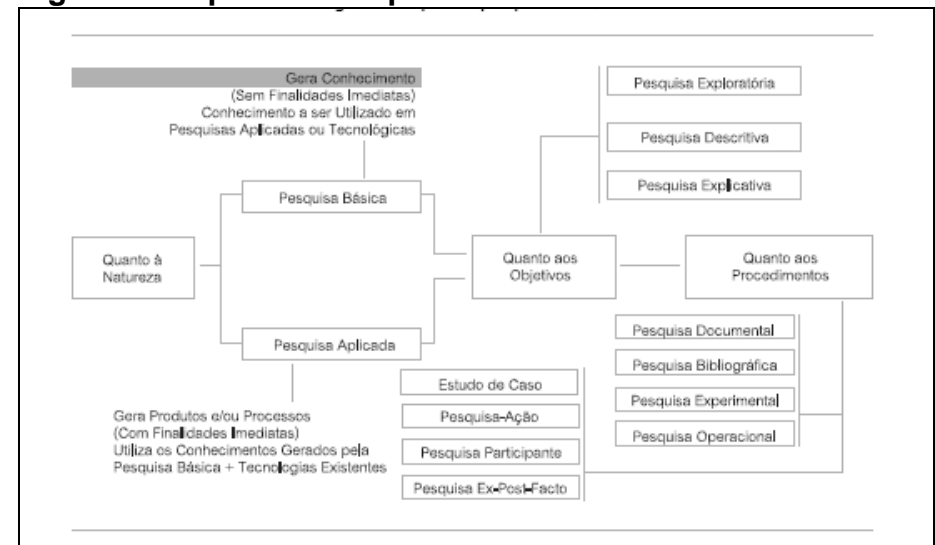 Gera Conhecimento
(Sem Finalidades Imediatas)
Conhecimento a ser Utilizado em
Pesquisas Aplicadas ou Tecnológicas
Pesquisa Exploratória
Pesquisa Descritiva
Pesquisa Explicativa
Pesquisa Básica
Quanto à
Natureza
Quanto aos
Objetivos
Quanto aos
Procedimentos
Pesquisa Aplicada
Gera Produtos e/ou Processos
(Com Finalidades Imediatas)
Utiliza os Conhecimentos Gerados pela
Pesquisa Básica + Tecnologias Existentes
Estudo de Caso
Pesquisa-Ação
Pesquisa Participante
Pesquisa Ex-Post-Facto
Pesquisa Documental
Pesquisa Bibliográfica
Pesquisa Experimental
Pesquisa Operacional